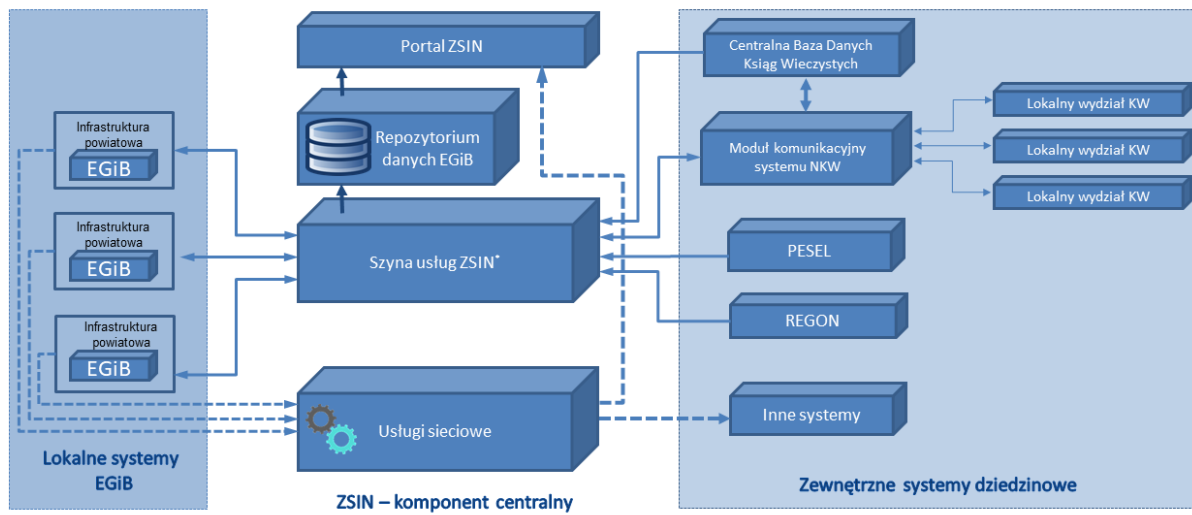 Infrastruktura
powiatowa
EGiB
Infrastruktura
powiatowa
EGiB
Infrastruktura
powiatowa
EGiB
Lokalne systemy
EGiB
Portal ZSIN
Repozytorium
danych EGiB
Szyna usług ZSIN*
Usługi sieciowe
ZSIN – komponent centralny
Centralna Baza Danych
Ksiąg Wieczystych
Moduł komunikacyjny
systemu NKW
Lokalny wydział KW
Lokalny wydział KW
Lokalny wydział KW
PESEL
REGON
Inne systemy
Zewnętrzne systemy dziedzinowe